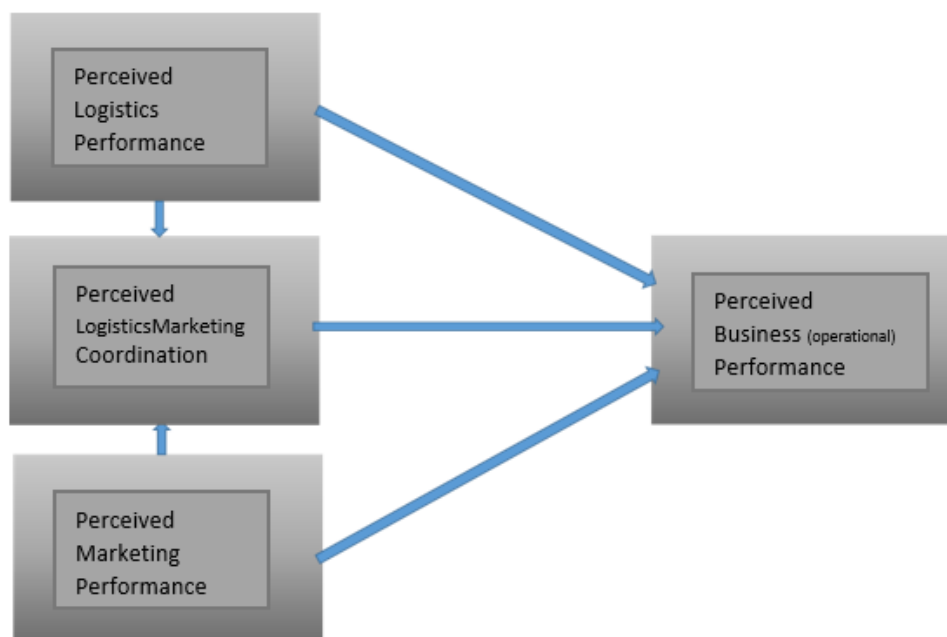 Perceived
Logistics
Performance
Perceived
LogisticsMarketing
Coordination
Perceived
Business (operational)
Performance
Perceived
Marketing
Performance